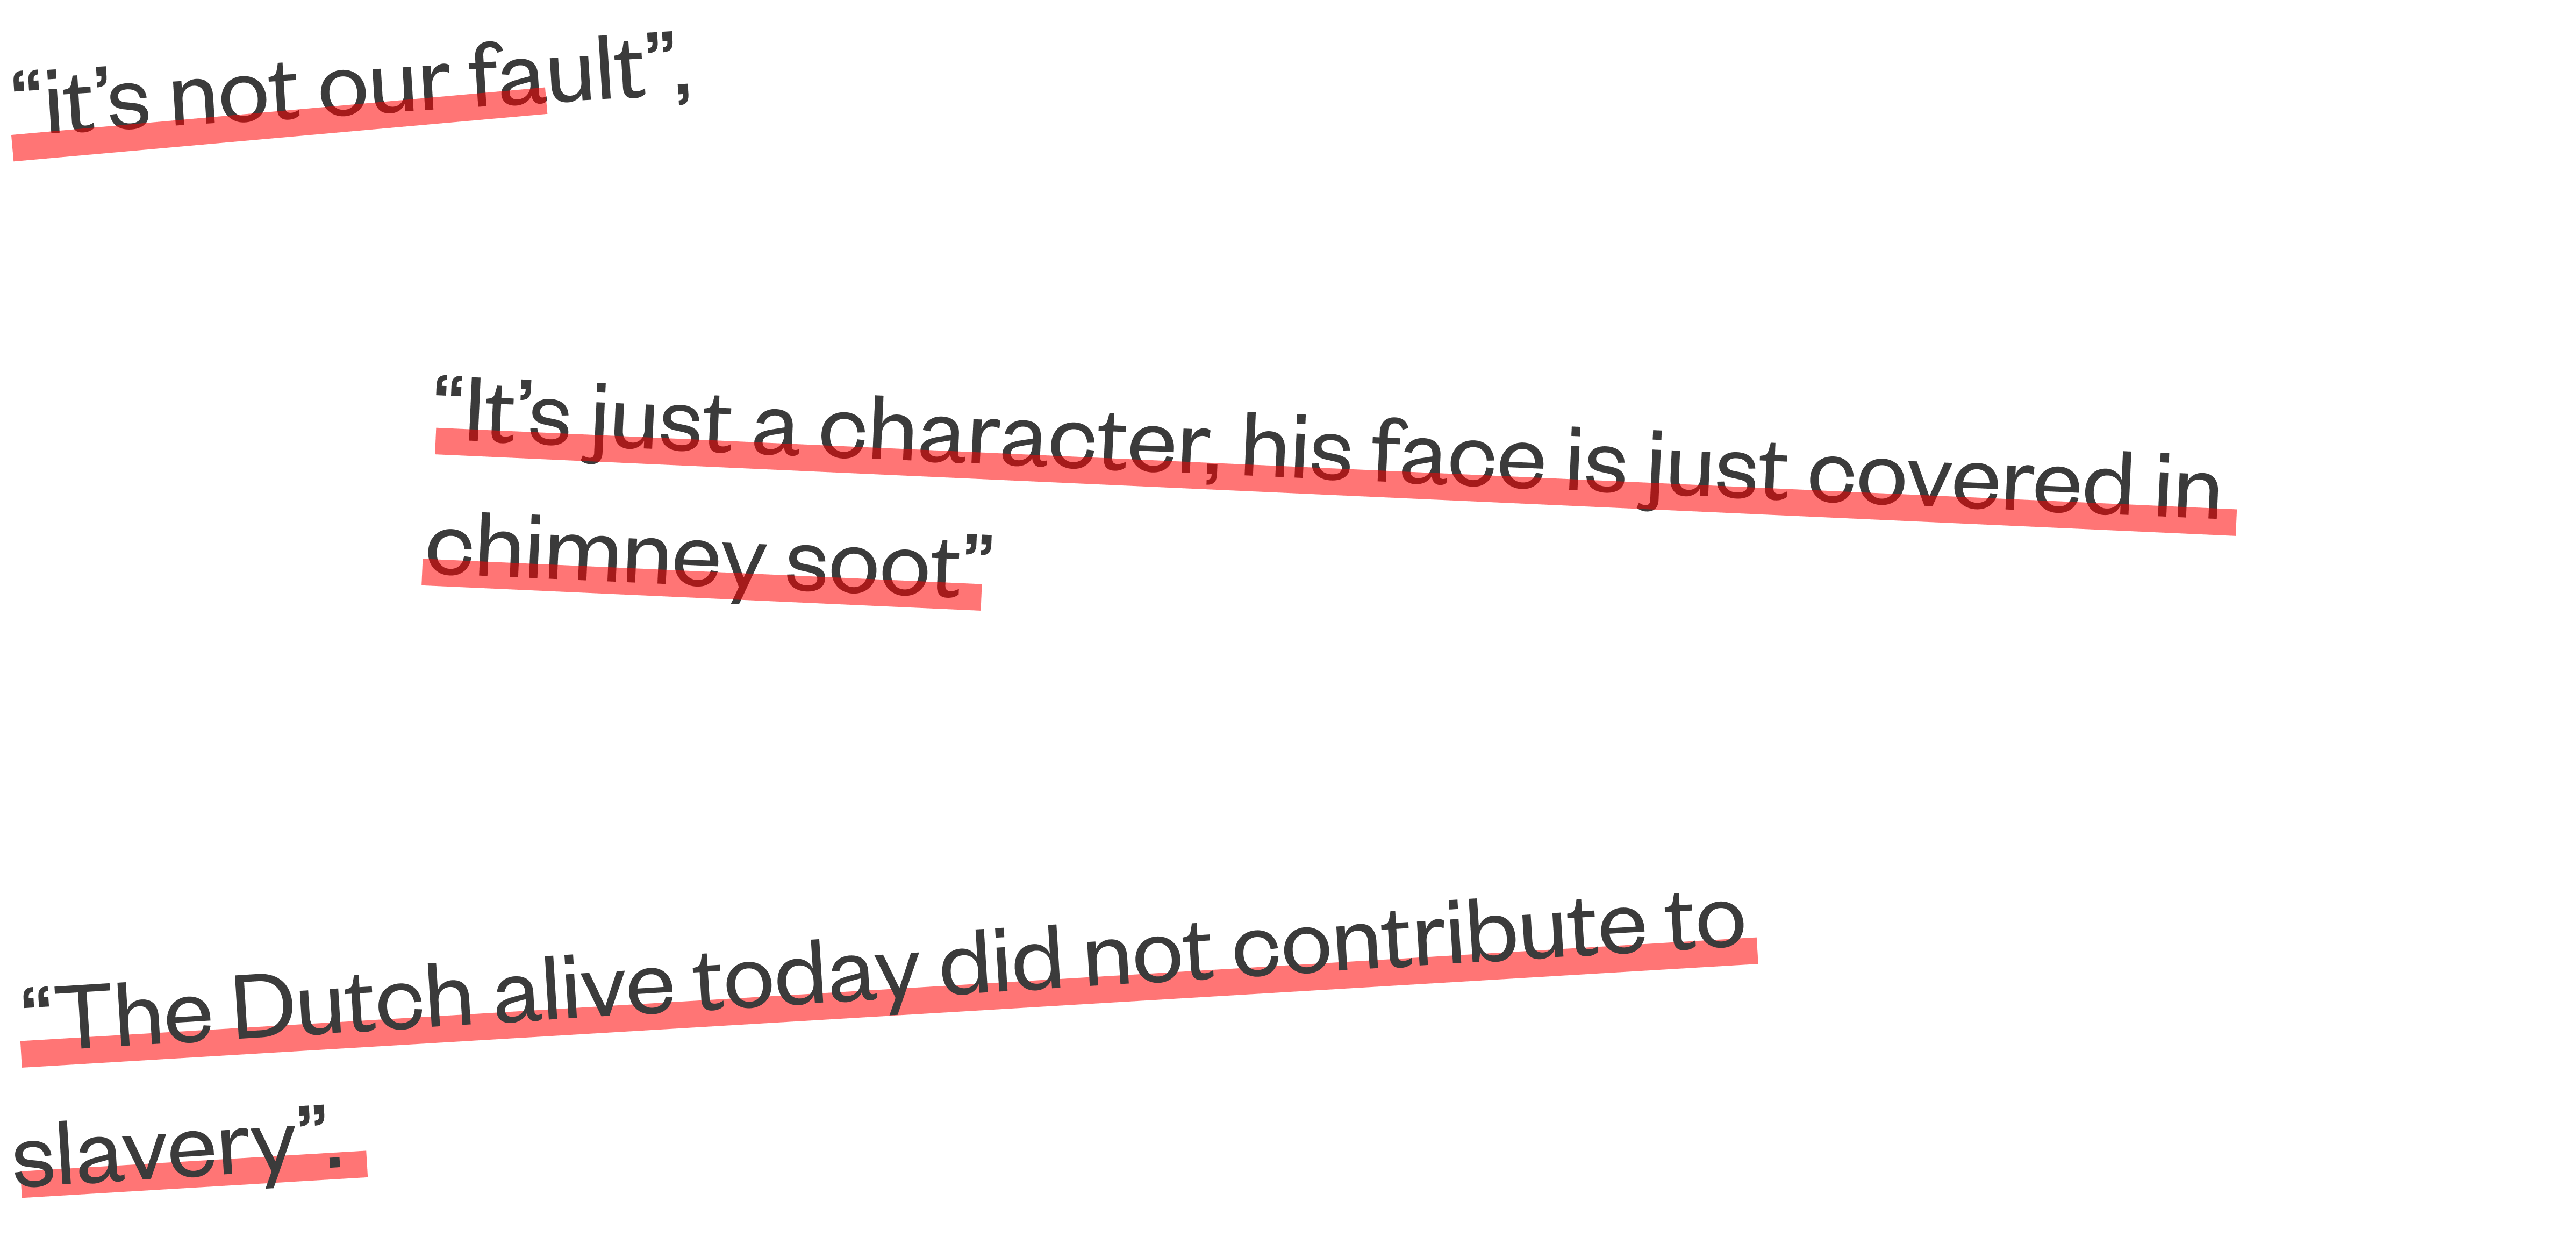 “it’s not our fault”,
“It’s just a character, his face is just covered in
chimney soot”
“The Dutch alive today did not contribute to
slavery”.